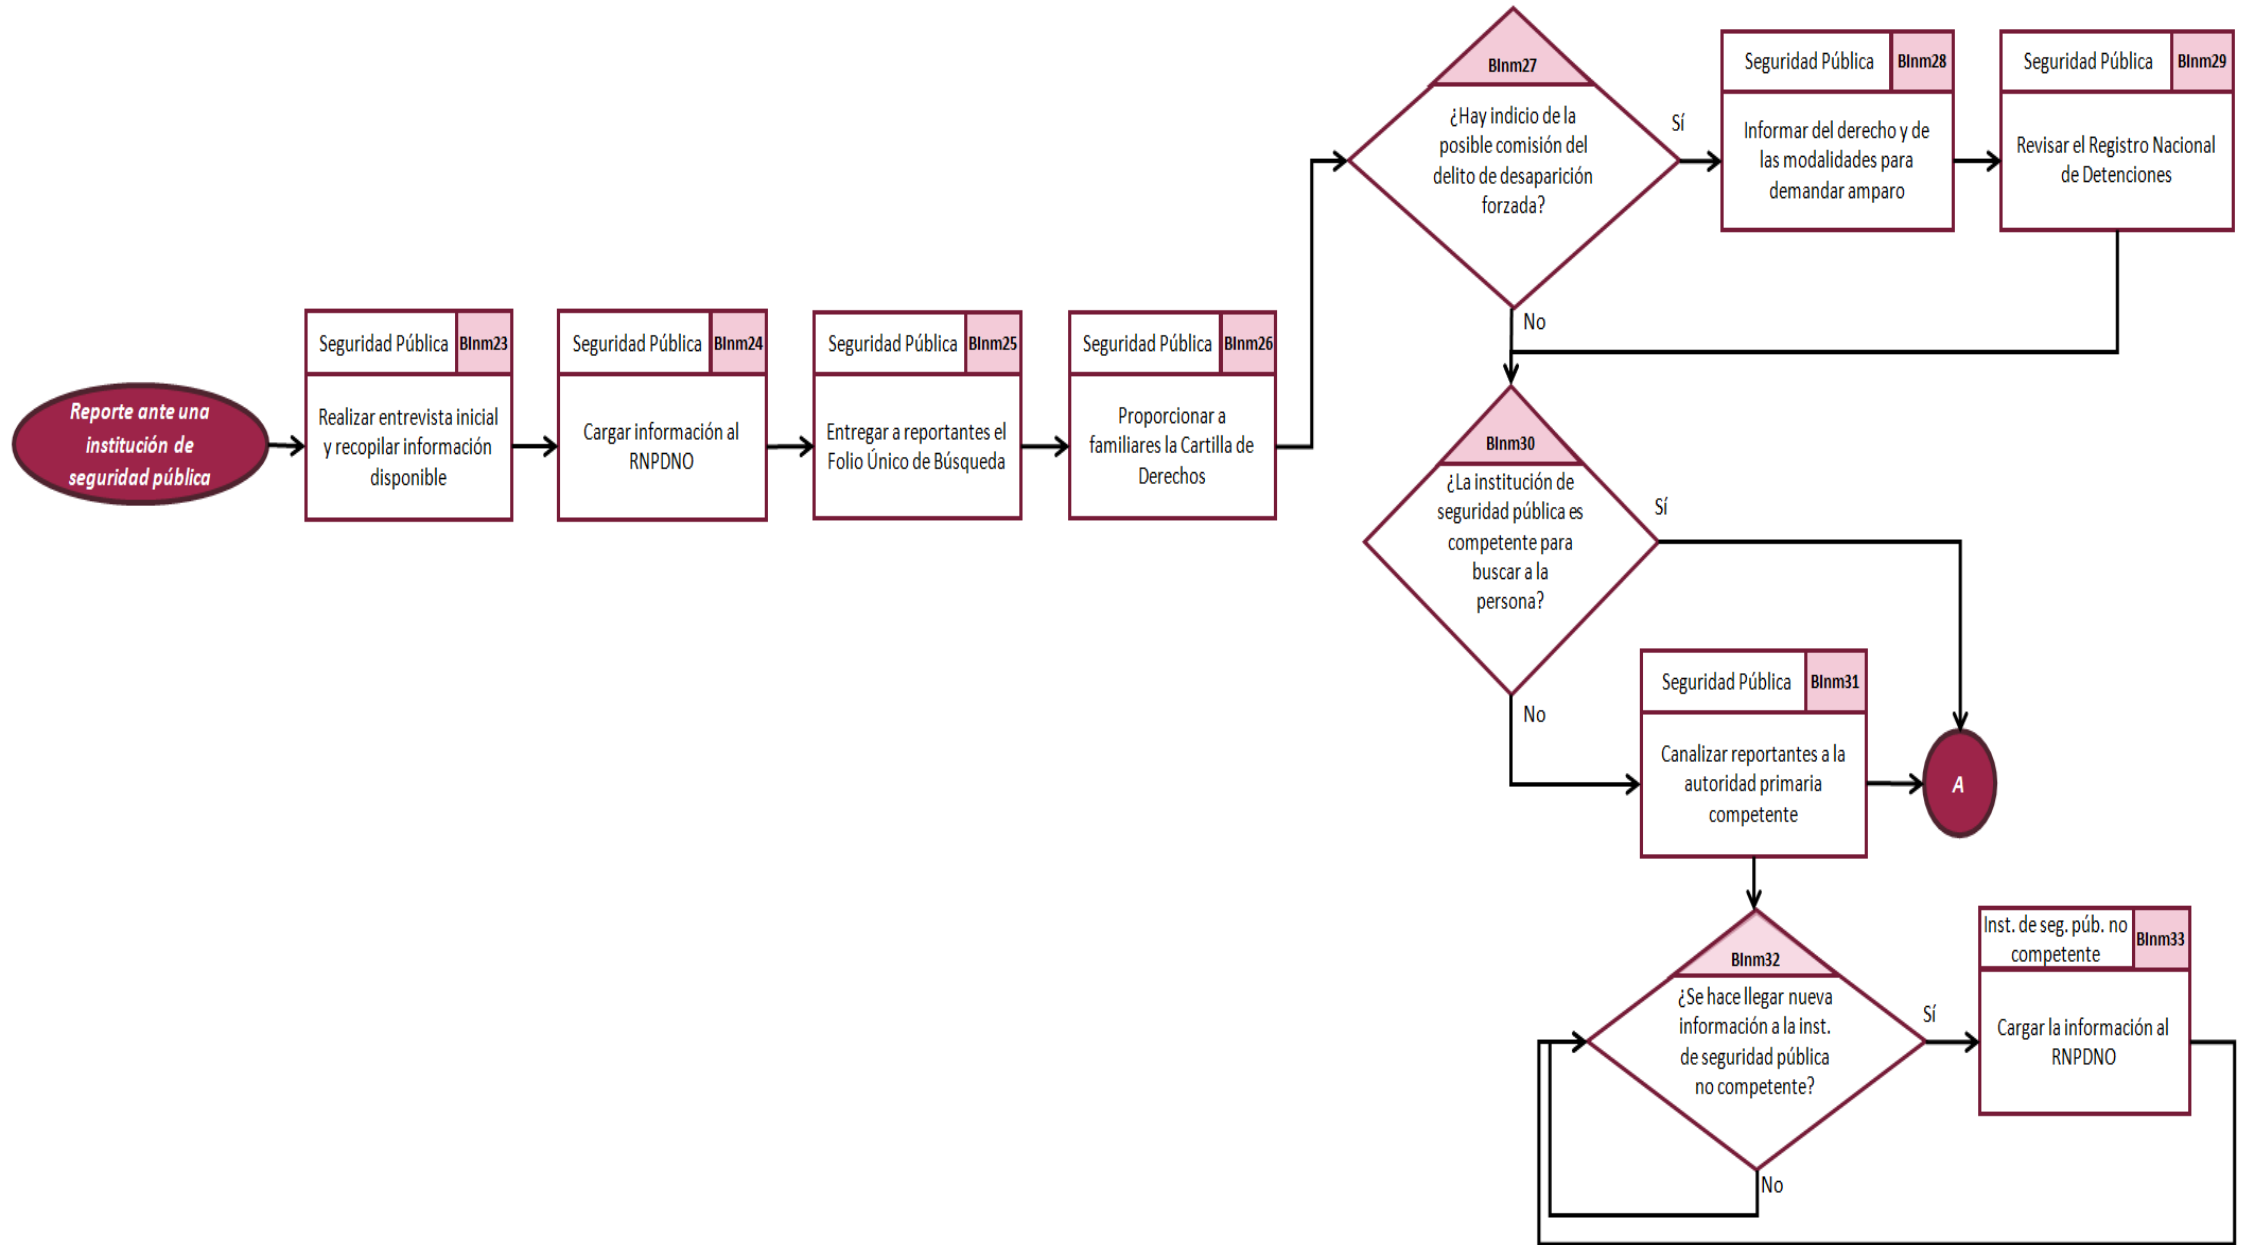 Reporte ante una
institución de
seguridad pública
Seguridad Pública
BInm23
Realizar entrevista inicial
y recopilar información
disponible
Seguridad Pública
BInm24
Cargar información al
RNPDNO
Seguridad Pública
BInm25
Entregar a reportantes el
Folio Único de Búsqueda
Seguridad Pública
BInm26
Proporcionar a
familiares la Cartilla de
Derechos
BInm27
¿Hay indicio de la
posible comisión del
delito de desaparición
forzada?
Sí
No
Seguridad Pública
BInm28
Informar del derecho y de
las modalidades para
demandar amparo
Seguridad Pública
BInm29
Revisar el Registro Nacional
de Detenciones
BInm30
¿La institución de
seguridad pública es
competente para
buscar a la
persona?
Sí
No
Seguridad Pública
BInm31
Canalizar reportantes a la
autoridad primaria
competente
A
BInm32
¿Se hace llegar nueva
información a la inst.
de seguridad pública
no competente?
Sí
No
Inst. de seg. púb. no
competente
BInm33
Cargar la información al
RNPDNO